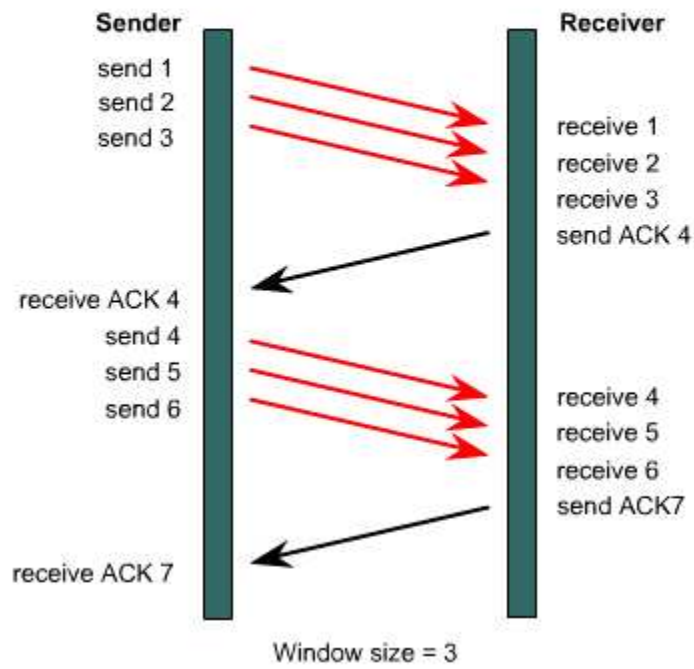 Sender
Receiver
send 1
send 2
send 3
receive 1
receive 2
receive 3
send ACK 4
receive ACK 4
send 4
send 5
send 6
receive 4
receive 5
receive 6
send ACK7
receive ACK 7
Window size = 3